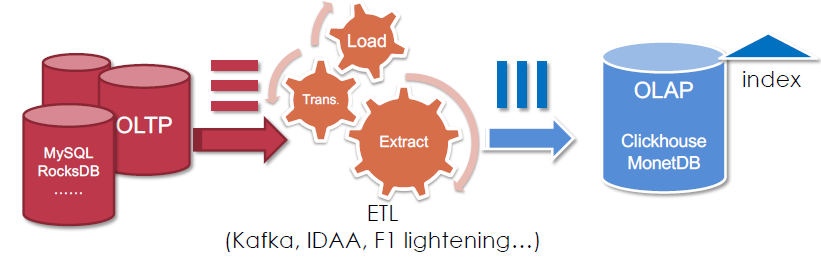 OLTP
MySQL
RocksDB
......
Load
Trans.
Extract
ETL
(Kafka, IDAA, F1 lightening...)
OLAP
Clickhouse
MonetDB
index